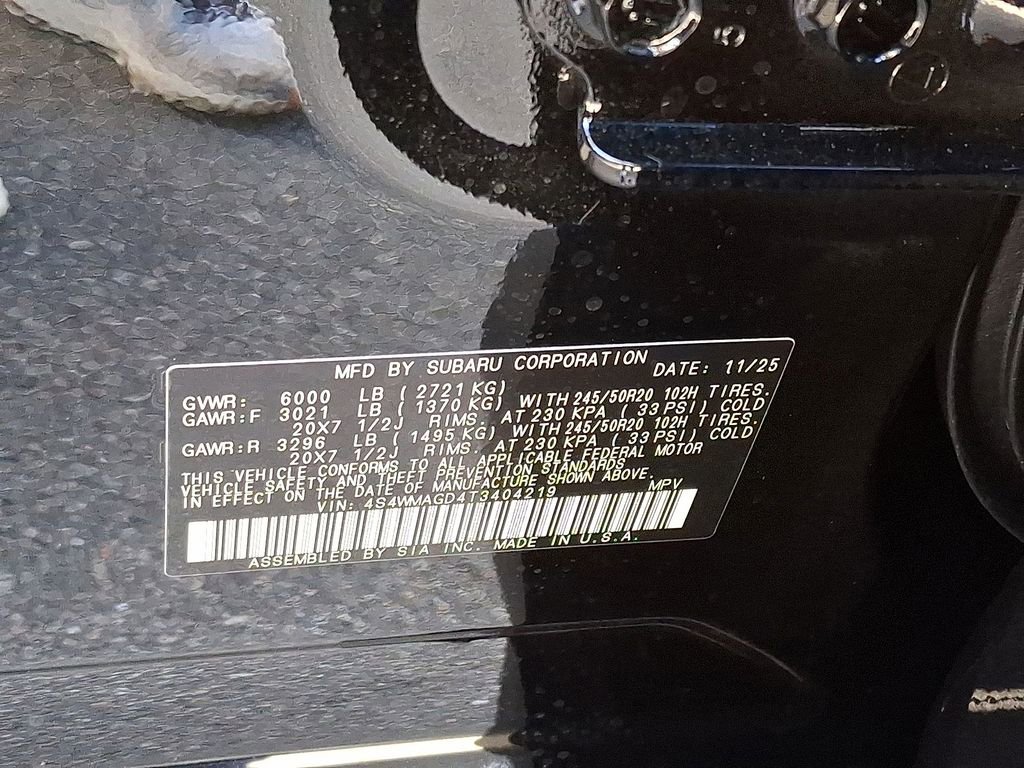 MFD BY SUBARU CORPORATION DATE: 11/25
GVWR: 6000 LB ( 2721 KG)
GAWR:F 3021 LB ( 1370 KG) WITH 245/50R20 102H TIRES.
20X7 1/2J RIMS. AT 230 KPA ( 33 PSI) COLD
GAWR:R 3296 LB ( 1495 KG) WITH 245/50R20 102H TIRES.
20X7 1/2J RIMS. AT 230 KPA ( 33 PSI) COLD
THIS VEHICLE CONFORMS TO ALL APPLICABLE FEDERAL MOTOR
VEHICLE SAFETY AND THEFT PREVENTION STANDARDS
IN EFFECT ON THE DATE OF MANUFACTURE SHOWN ABOVE.
VIN: 4S4WMAGD4T3404219 MPV
ASSEMBLED BY SIA INC. MADE IN U.S.A.